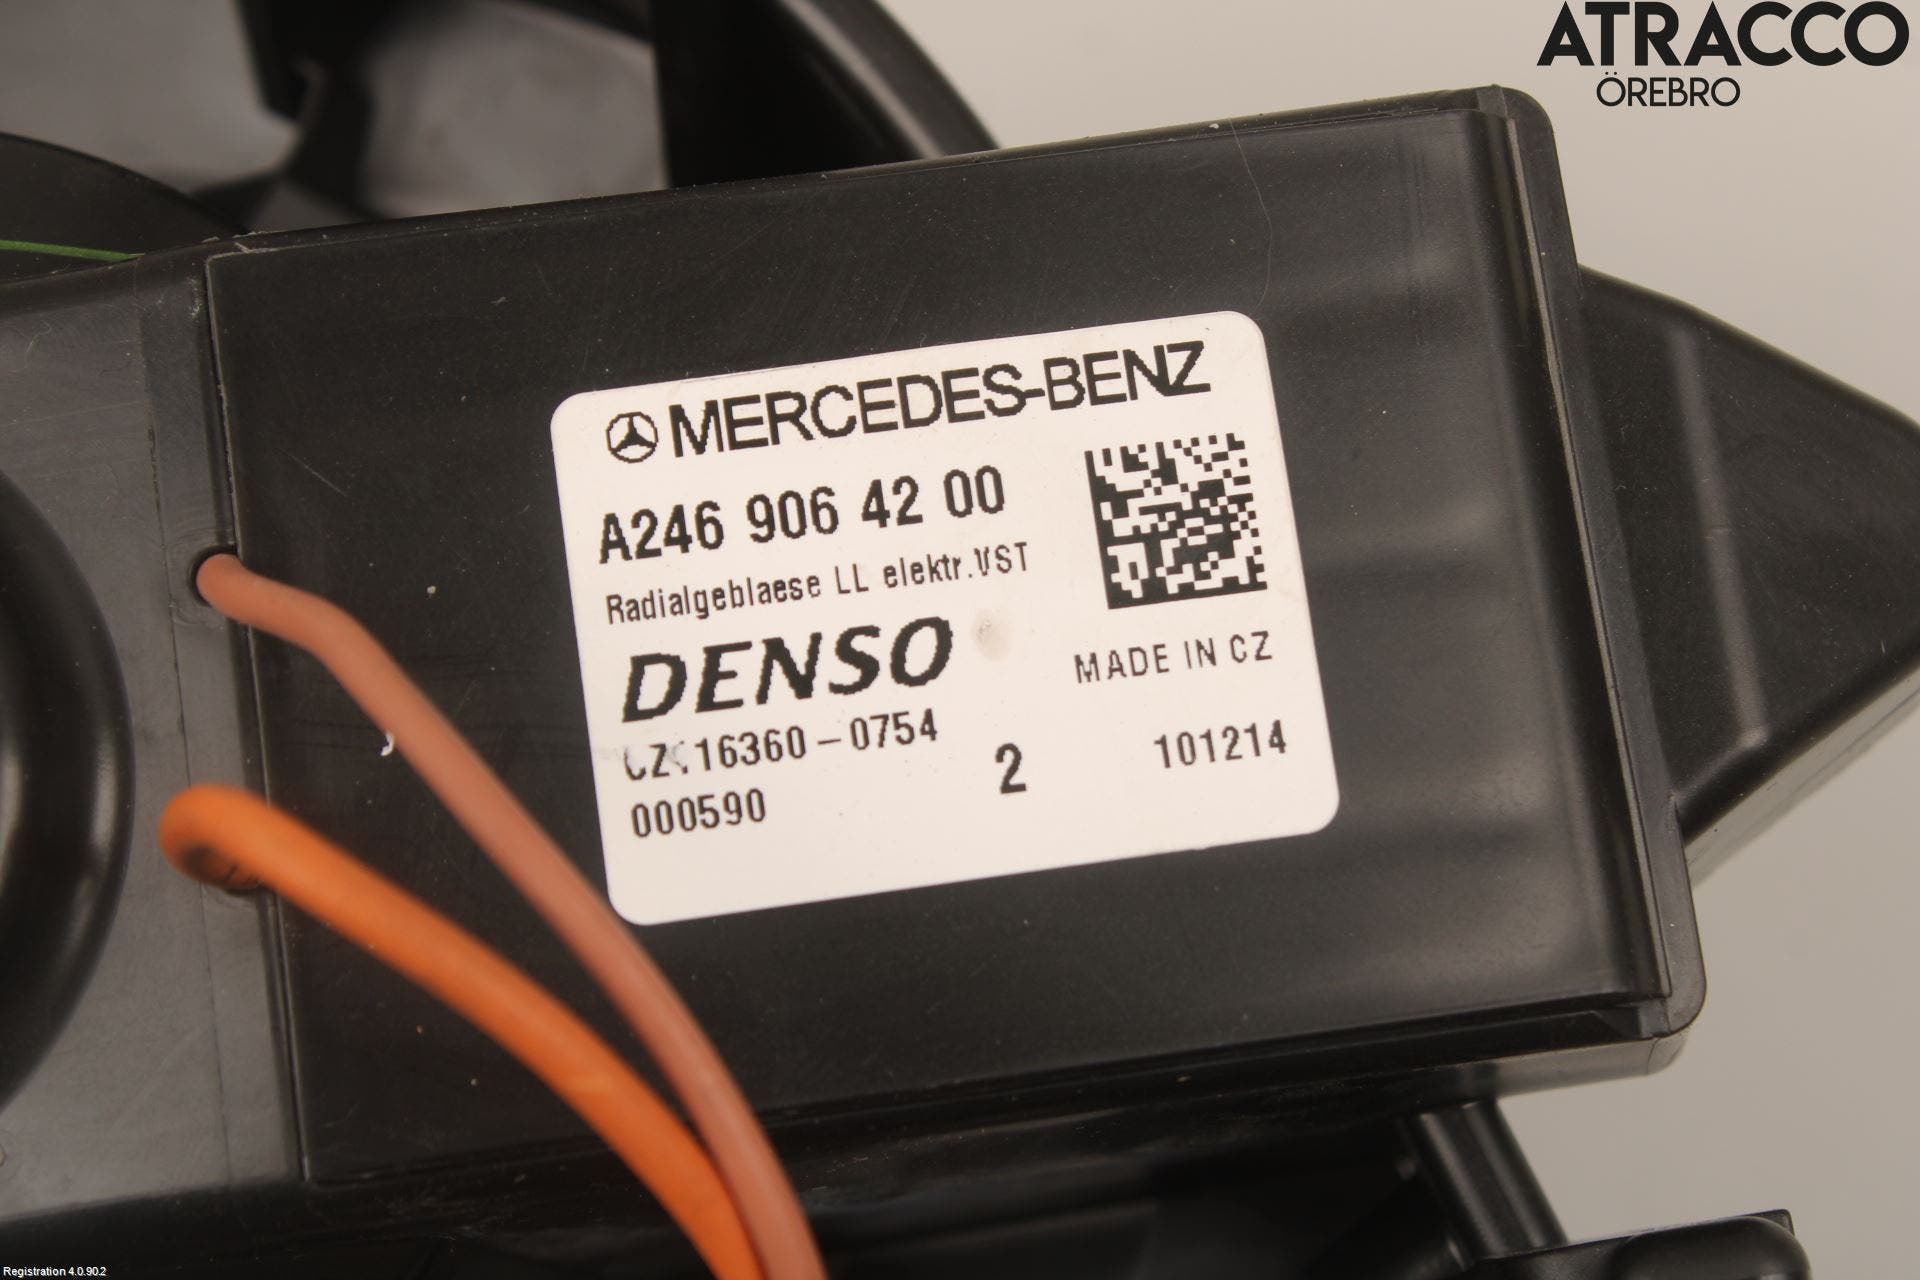 ATRACCO
ÖREBRO
MERCEDES-BENZ
A246 906 42 00
Radialgeblaese LL elektr.VST
DENSO
MADE IN CZ
16360-0754
2
101214
000590
Registration 4.0.90.2